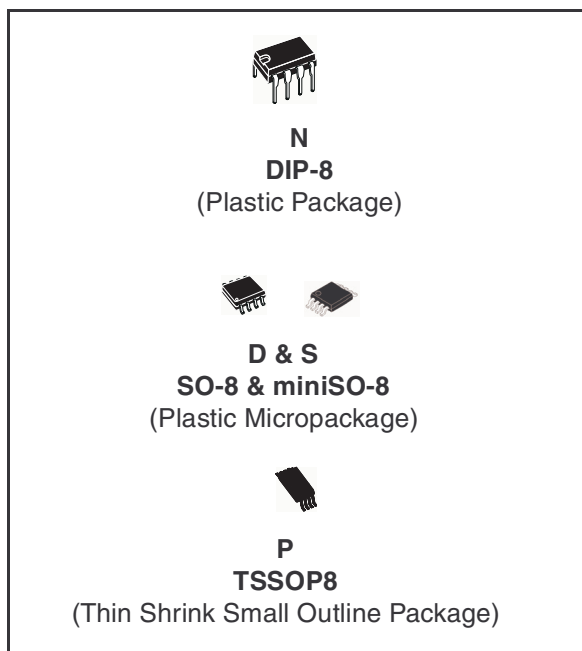 N
DIP-8
(Plastic Package)
D & S
SO-8 & miniSO-8
(Plastic Micropackage)
P
TSSOP8
(Thin Shrink Small Outline Package)